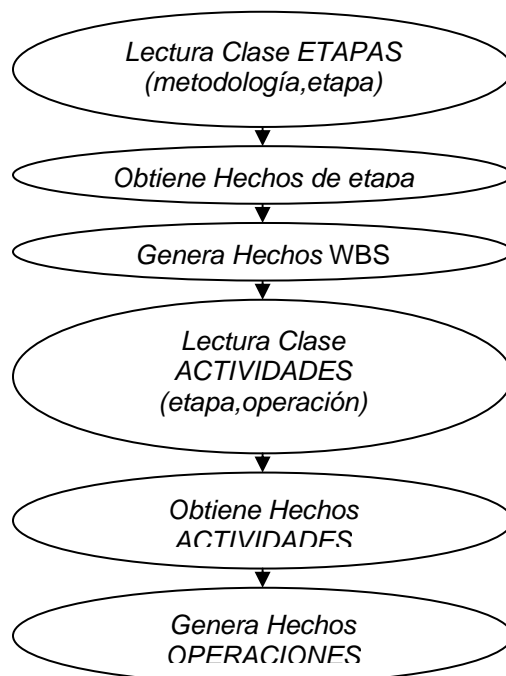 Lectura Clase ETAPAS
(metodología,etapa)
Obtiene Hechos de etapa
Genera Hechos WBS
Lectura Clase
ACTIVIDADES
(etapa,operación)
Obtiene Hechos
ACTIVIDADES
Genera Hechos
OPERACIONES